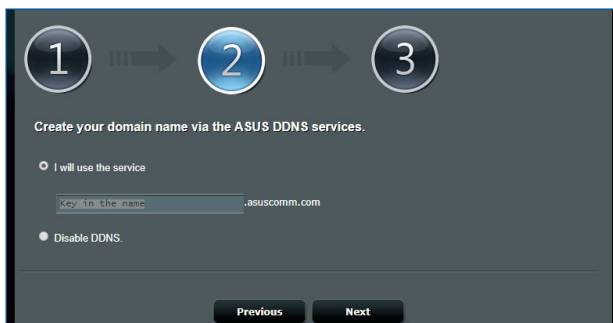 1 2 3
Create your domain name via the ASUS DDNS services.
I will use the service
Key in the name .asuscomm.com
Disable DDNS.
Previous Next